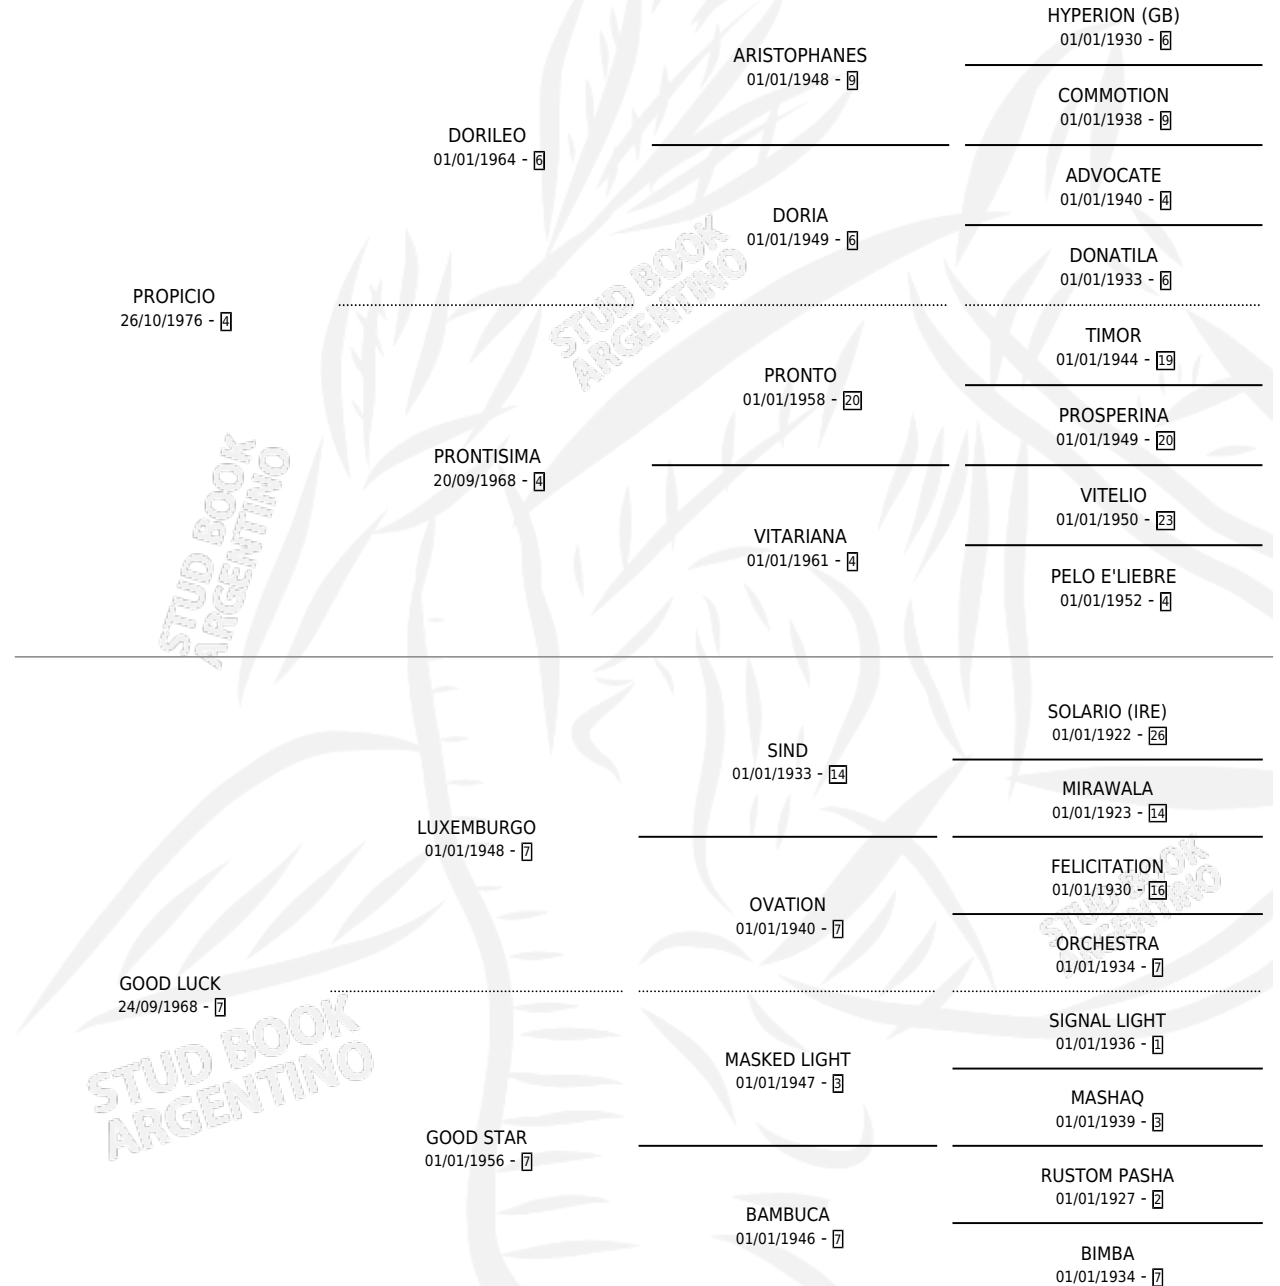 HYPERION (GB)
01/01/1930 - 6
ARISTOPHANES
01/01/1948 - 9
COMMOTION
01/01/1938 - 9
DORILEO
01/01/1964 - 6
ADVOCATE
01/01/1940 - 4
DORIA
01/01/1949 - 6
DONATILA
01/01/1933 - 6
PROPICIO
26/10/1976 - 4
TIMOR
01/01/1944 - 19
PRONTO
01/01/1958 - 20
PROSPERINA
01/01/1949 - 20
PRONTISIMA
20/09/1968 - 4
VITELIO
01/01/1950 - 23
VITARIANA
01/01/1961 - 4
PELO E'LIEBRE
01/01/1952 - 4
SOLARIO (IRE)
01/01/1922 - 26
SIND
01/01/1933 - 14
MIRAWALA
01/01/1923 - 14
LUXEMBURGO
01/01/1948 - 7
FELICITATION
01/01/1930 - 16
OVATION
01/01/1940 - 7
ORCHESTRA
01/01/1934 - 7
GOOD LUCK
24/09/1968 - 7
SIGNAL LIGHT
01/01/1936 - 1
MASKED LIGHT
01/01/1947 - 3
MASHAQ
01/01/1939 - 3
GOOD STAR
01/01/1956 - 7
RUSTOM PASHA
01/01/1927 - 2
BAMBUCA
01/01/1946 - 7
BIMBA
01/01/1934 - 7
STUD BOOK
ARGENTINO
STUD BOOK
ARGENTINO
STUD BOOK
ARGENTINO
STUD BOOK
ARGENTINO